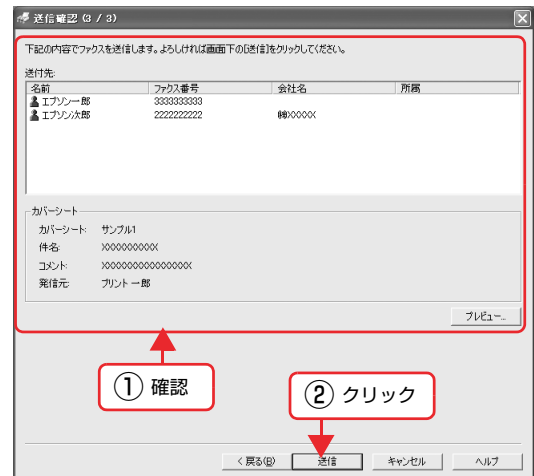 送信確認 (3 / 3)
下記の内容でファクスを送信します。よろしければ画面下の[送信]をクリックしてください。
送付先:
名前 ファクス番号 会社名 所属
エプソン一郎 3333333333
エプソン次郎 2222222222 ㈱XXXXX
カバーシート
カバーシート: サンプル1
件名: XXXXXXXXXX
コメント: XXXXXXXXXXXXXXXX
発信元: プリント一郎
プレビュー...
① 確認
② クリック
< 戻る(B) 送信 キャンセル ヘルプ